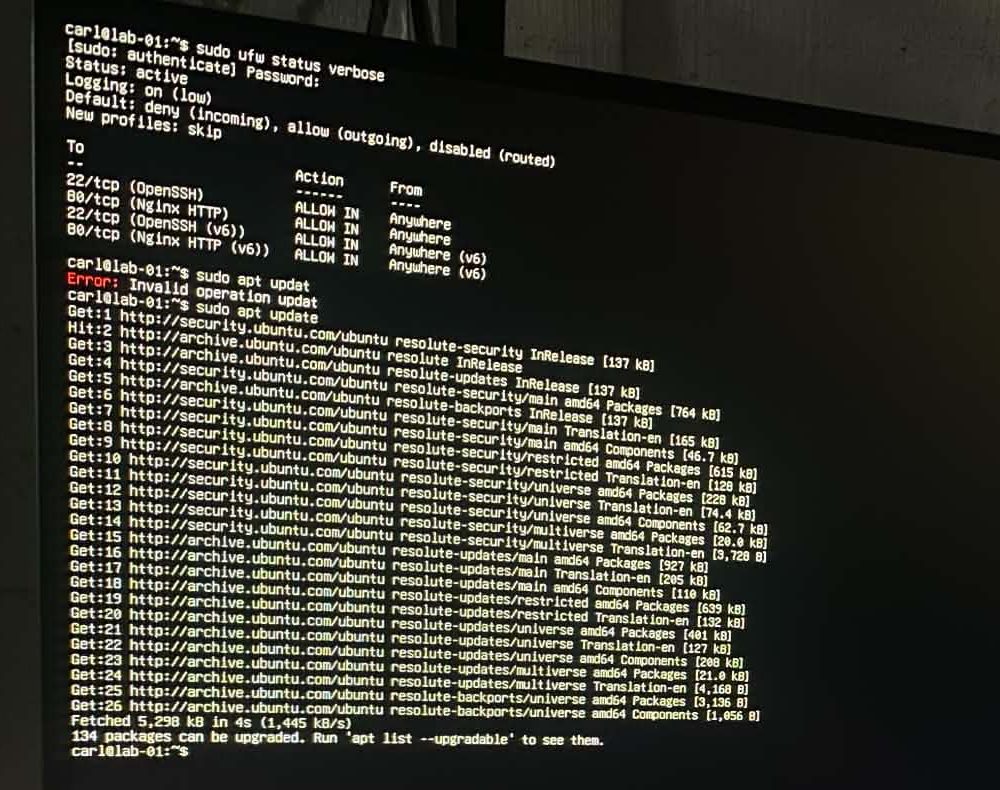 carl@lab-01:~$ sudo ufw status verbose
[sudo: authenticate] Password:
Status: active
Logging: on (low)
Default: deny (incoming), allow (outgoing), disabled (routed)
New profiles: skip
To Action From
-- ------ ----
22/tcp (OpenSSH) ALLOW IN Anywhere
80/tcp (Nginx HTTP) ALLOW IN Anywhere
22/tcp (OpenSSH (v6)) ALLOW IN Anywhere (v6)
80/tcp (Nginx HTTP (v6)) ALLOW IN Anywhere (v6)
carl@lab-01:~$ sudo apt updat
Error: Invalid operation updat
carl@lab-01:~$ sudo apt update
Get:1 http://security.ubuntu.com/ubuntu resolute-security InRelease [137 kB]
Hit:2 http://archive.ubuntu.com/ubuntu resolute InRelease
Get:3 http://archive.ubuntu.com/ubuntu resolute-updates InRelease [137 kB]
Get:4 http://security.ubuntu.com/ubuntu resolute-security/main amd64 Packages [764 kB]
Get:5 http://archive.ubuntu.com/ubuntu resolute-backports InRelease [137 kB]
Get:6 http://security.ubuntu.com/ubuntu resolute-security/main Translation-en [165 kB]
Get:7 http://security.ubuntu.com/ubuntu resolute-security/main amd64 Components [46.7 kB]
Get:8 http://security.ubuntu.com/ubuntu resolute-security/restricted amd64 Packages [615 kB]
Get:9 http://security.ubuntu.com/ubuntu resolute-security/restricted Translation-en [128 kB]
Get:10 http://security.ubuntu.com/ubuntu resolute-security/universe amd64 Packages [228 kB]
Get:11 http://security.ubuntu.com/ubuntu resolute-security/universe Translation-en [74.4 kB]
Get:12 http://security.ubuntu.com/ubuntu resolute-security/universe amd64 Components [62.7 kB]
Get:13 http://security.ubuntu.com/ubuntu resolute-security/multiverse amd64 Packages [20.0 kB]
Get:14 http://security.ubuntu.com/ubuntu resolute-security/multiverse Translation-en [3,728 B]
Get:15 http://archive.ubuntu.com/ubuntu resolute-updates/main amd64 Packages [927 kB]
Get:16 http://archive.ubuntu.com/ubuntu resolute-updates/main Translation-en [205 kB]
Get:17 http://archive.ubuntu.com/ubuntu resolute-updates/main amd64 Components [110 kB]
Get:18 http://archive.ubuntu.com/ubuntu resolute-updates/restricted amd64 Packages [639 kB]
Get:19 http://archive.ubuntu.com/ubuntu resolute-updates/restricted Translation-en [132 kB]
Get:20 http://archive.ubuntu.com/ubuntu resolute-updates/universe amd64 Packages [401 kB]
Get:21 http://archive.ubuntu.com/ubuntu resolute-updates/universe Translation-en [127 kB]
Get:22 http://archive.ubuntu.com/ubuntu resolute-updates/universe amd64 Components [208 kB]
Get:23 http://archive.ubuntu.com/ubuntu resolute-updates/multiverse amd64 Packages [21.0 kB]
Get:24 http://archive.ubuntu.com/ubuntu resolute-updates/multiverse Translation-en [4,168 B]
Get:25 http://archive.ubuntu.com/ubuntu resolute-backports/universe amd64 Packages [3,136 B]
Get:26 http://archive.ubuntu.com/ubuntu resolute-backports/universe amd64 Components [1,056 B]
Fetched 5,298 kB in 4s (1,445 kB/s)
134 packages can be upgraded. Run 'apt list --upgradable' to see them.
carl@lab-01:~$